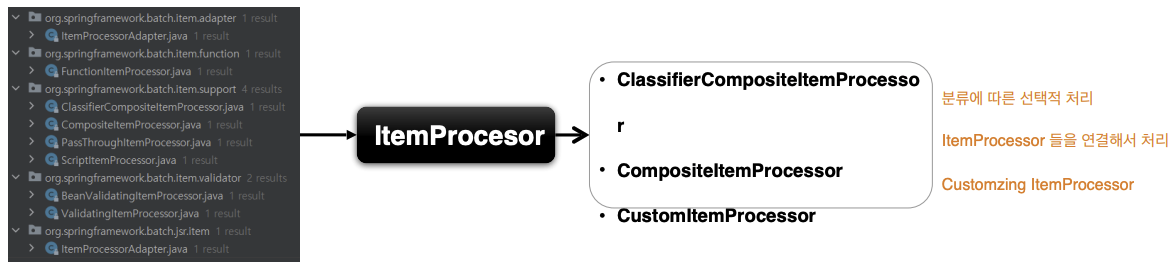 org.springframework.batch.item.adapter 1 result
ItemProcessorAdapter.java 1 result
org.springframework.batch.item.function 1 result
FunctionItemProcessor.java 1 result
org.springframework.batch.item.support 4 results
ClassifierCompositeItemProcessor.java 1 result
CompositeItemProcessor.java 1 result
PassThroughItemProcessor.java 1 result
ScriptItemProcessor.java 1 result
org.springframework.batch.item.validator 2 results
BeanValidatingItemProcessor.java 1 result
ValidatingItemProcessor.java 1 result
org.springframework.batch.jsr.item 1 result
ItemProcessorAdapter.java 1 result
ItemProcesor
• ClassifierCompositeItemProcesso
r
• CompositeItemProcessor
• CustomItemProcessor
분류에 따른 선택적 처리
ItemProcessor 들을 연결해서 처리
Customzing ItemProcessor